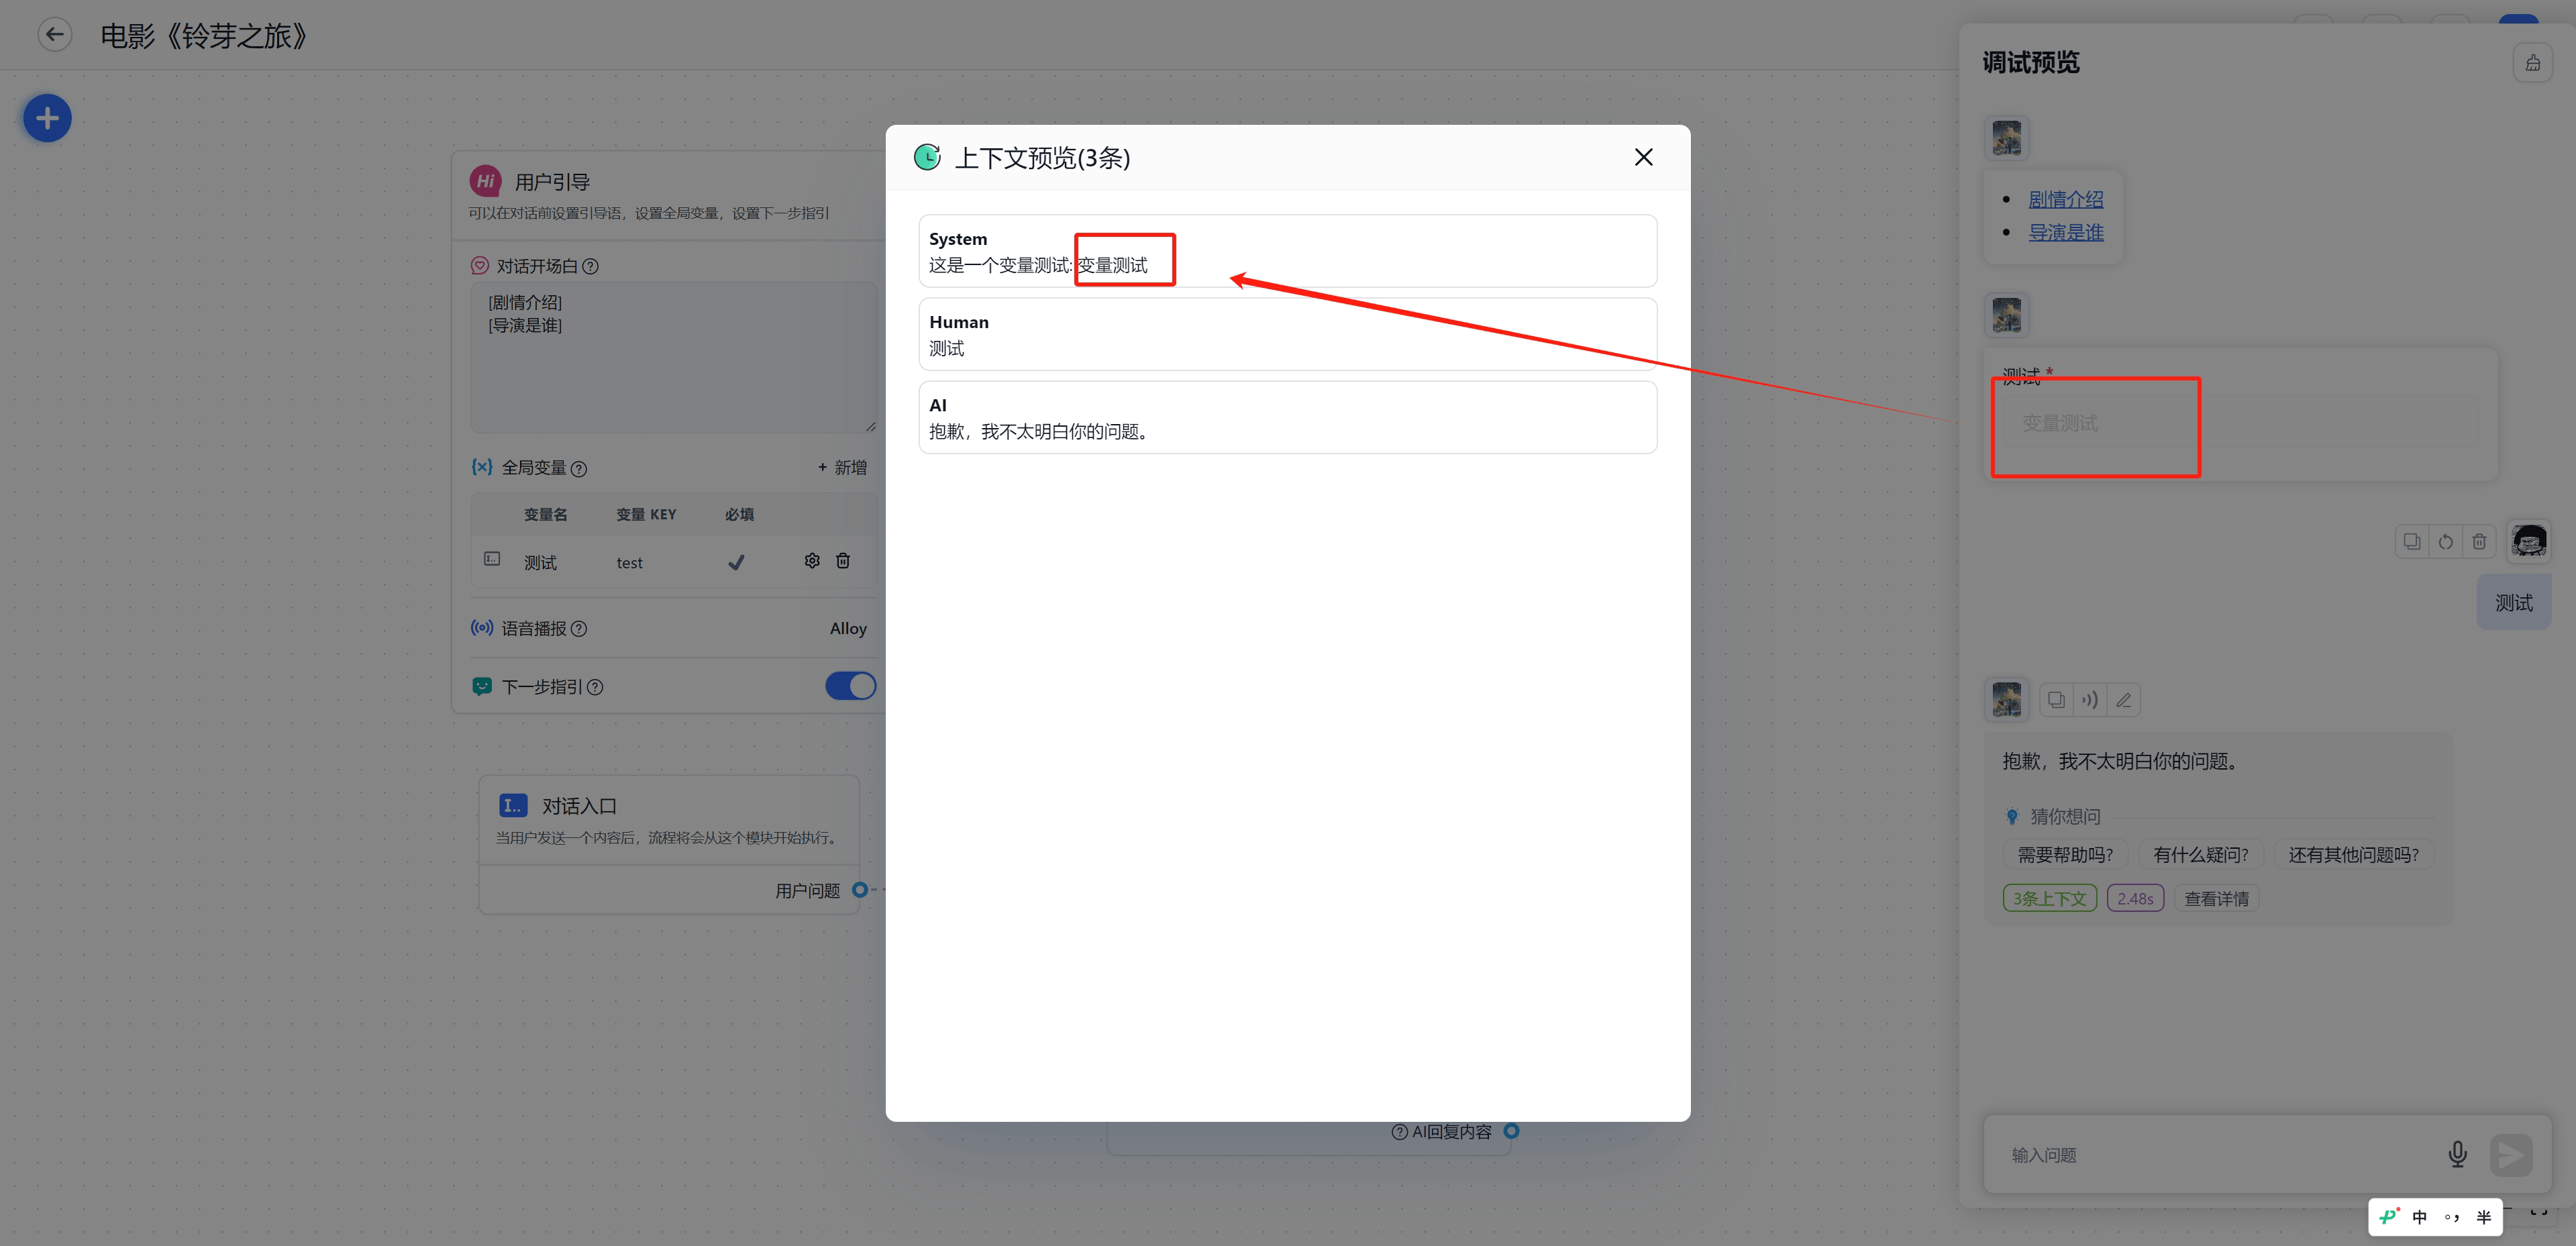 电影《铃芽之旅》
Hi 用户引导
可以在对话前设置引导语，设置全局变量，设置下一步指引
对话开场白
[剧情介绍]
[导演是谁]
{x} 全局变量
+ 新增
变量名 变量 KEY 必填
测试 test
语音播报
Alloy
下一步指引
I.. 对话入口
当用户发送一个内容后，流程将会从这个模块开始执行。
用户问题
上下文预览(3条)
System
这是一个变量测试: 变量测试
Human
测试
AI
抱歉，我不太明白你的问题。
AI回复内容
调试预览
剧情介绍
导演是谁
测试 *
变量测试
测试
抱歉，我不太明白你的问题。
猜你想问
需要帮助吗? 有什么疑问? 还有其他问题吗?
3条上下文 2.48s 查看详情
输入问题
中 。， 半